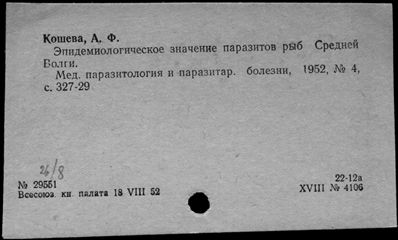 Кошева, А. Ф.
Эпидемиологическое значение паразитов рыб Средней
Волги.
Мед. паразитология и паразитар. болезни, 1952, № 4,
с. 327-29
26/8
№ 29551
Всесоюз. кн. палата 18 VIII 52
22-12а
XVIII № 4106